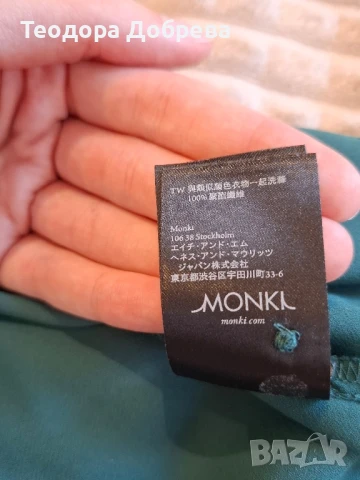 Теодора Добрева
TW 與類似顏色衣物一起洗滌
100%聚酯纖維
Monki
106 38 Stockholm
エイチ・アンド・エム
ヘネス・アンド・マウリッツ
ジャパン株式会社
東京都渋谷区宇田川町33-6
MONKI
monki.com
BAZAR
bg